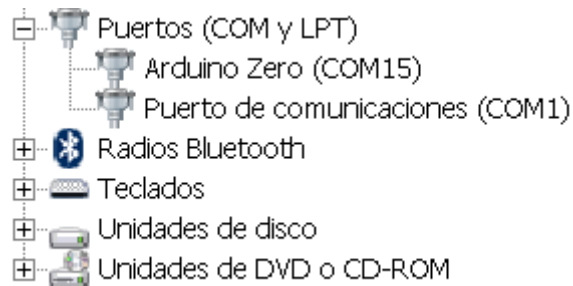 Puertos (COM y LPT)
Arduino Zero (COM15)
Puerto de comunicaciones (COM1)
Radios Bluetooth
Teclados
Unidades de disco
Unidades de DVD o CD-ROM